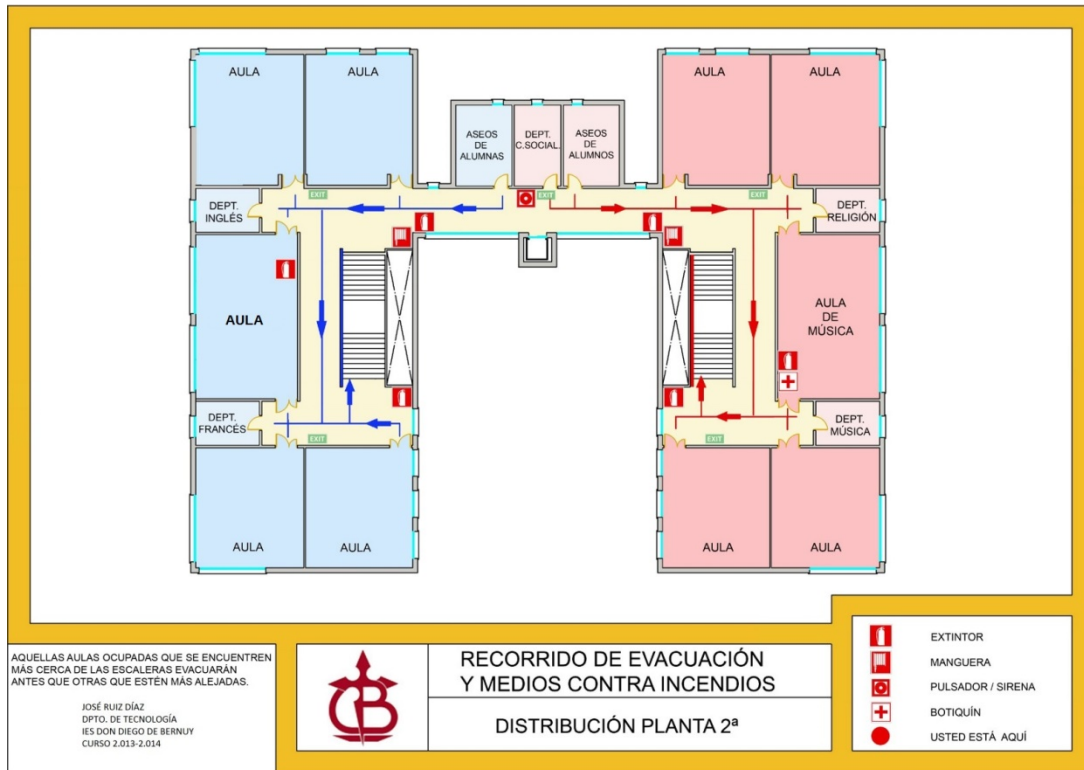 AULA
AULA
AULA
AULA
ASEOS
DE
ALUMNAS
DEPT.
C.SOCIAL.
ASEOS
DE
ALUMNOS
EXIT
EXIT
EXIT
DEPT.
INGLÉS
DEPT.
RELIGIÓN
AULA
AULA
DE
MÚSICA
DEPT.
FRANCÉS
DEPT.
MÚSICA
EXIT
EXIT
AULA
AULA
AULA
AULA
AQUELLAS AULAS OCUPADAS QUE SE ENCUENTREN
MÁS CERCA DE LAS ESCALERAS EVACUARÁN
ANTES QUE OTRAS QUE ESTÉN MÁS ALEJADAS.
JOSÉ RUIZ DÍAZ
DPTO. DE TECNOLOGÍA
IES DON DIEGO DE BERNUY
CURSO 2.013-2.014
RECORRIDO DE EVACUACIÓN
Y MEDIOS CONTRA INCENDIOS
DISTRIBUCIÓN PLANTA 2ª
EXTINTOR
MANGUERA
PULSADOR / SIRENA
BOTIQUÍN
USTED ESTÁ AQUÍ